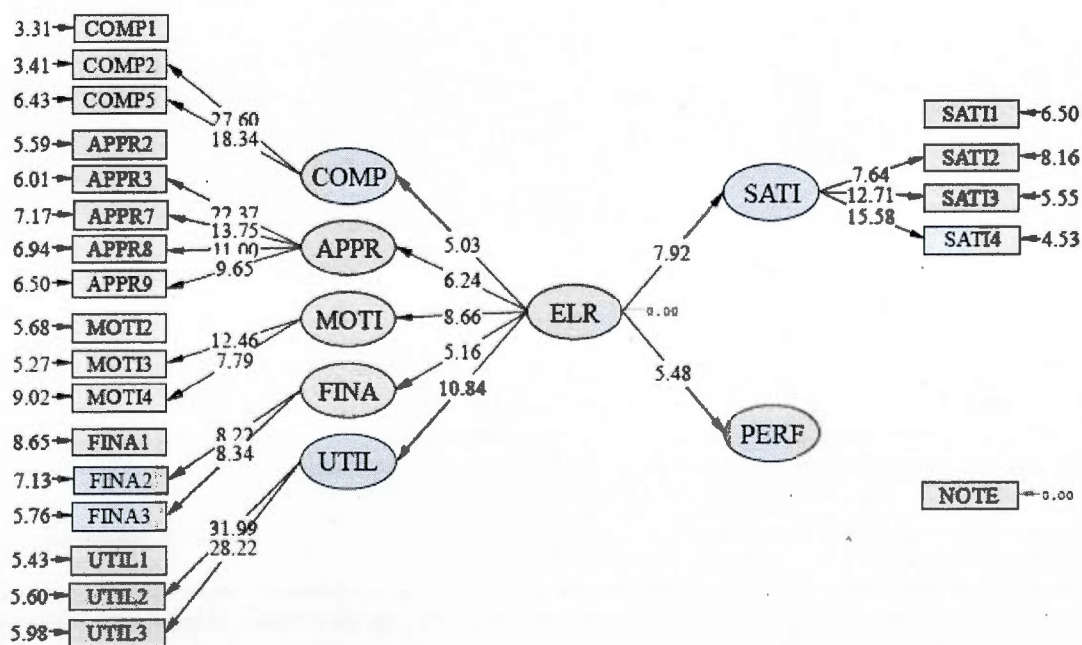 3.31 COMP1
3.41 COMP2
6.43 COMP5
5.59 APPR2
6.01 APPR3
7.17 APPR7
6.94 APPR8
6.50 APPR9
5.68 MOTI2
5.27 MOTI3
9.02 MOTI4
8.65 FINA1
7.13 FINA2
5.76 FINA3
5.43 UTIL1
5.60 UTIL2
5.98 UTIL3
27.60
18.34
22.37
13.75
11.00
9.65
12.46
7.79
8.22
8.34
31.99
28.22
COMP
APPR
MOTI
FINA
UTIL
5.03
6.24
8.66
5.16
10.84
ELR
0.00
7.92
5.48
SATI
PERF
7.64
12.71
15.58
SATI1 6.50
SATI2 8.16
SATI3 5.55
SATI4 4.53
NOTE 0.00